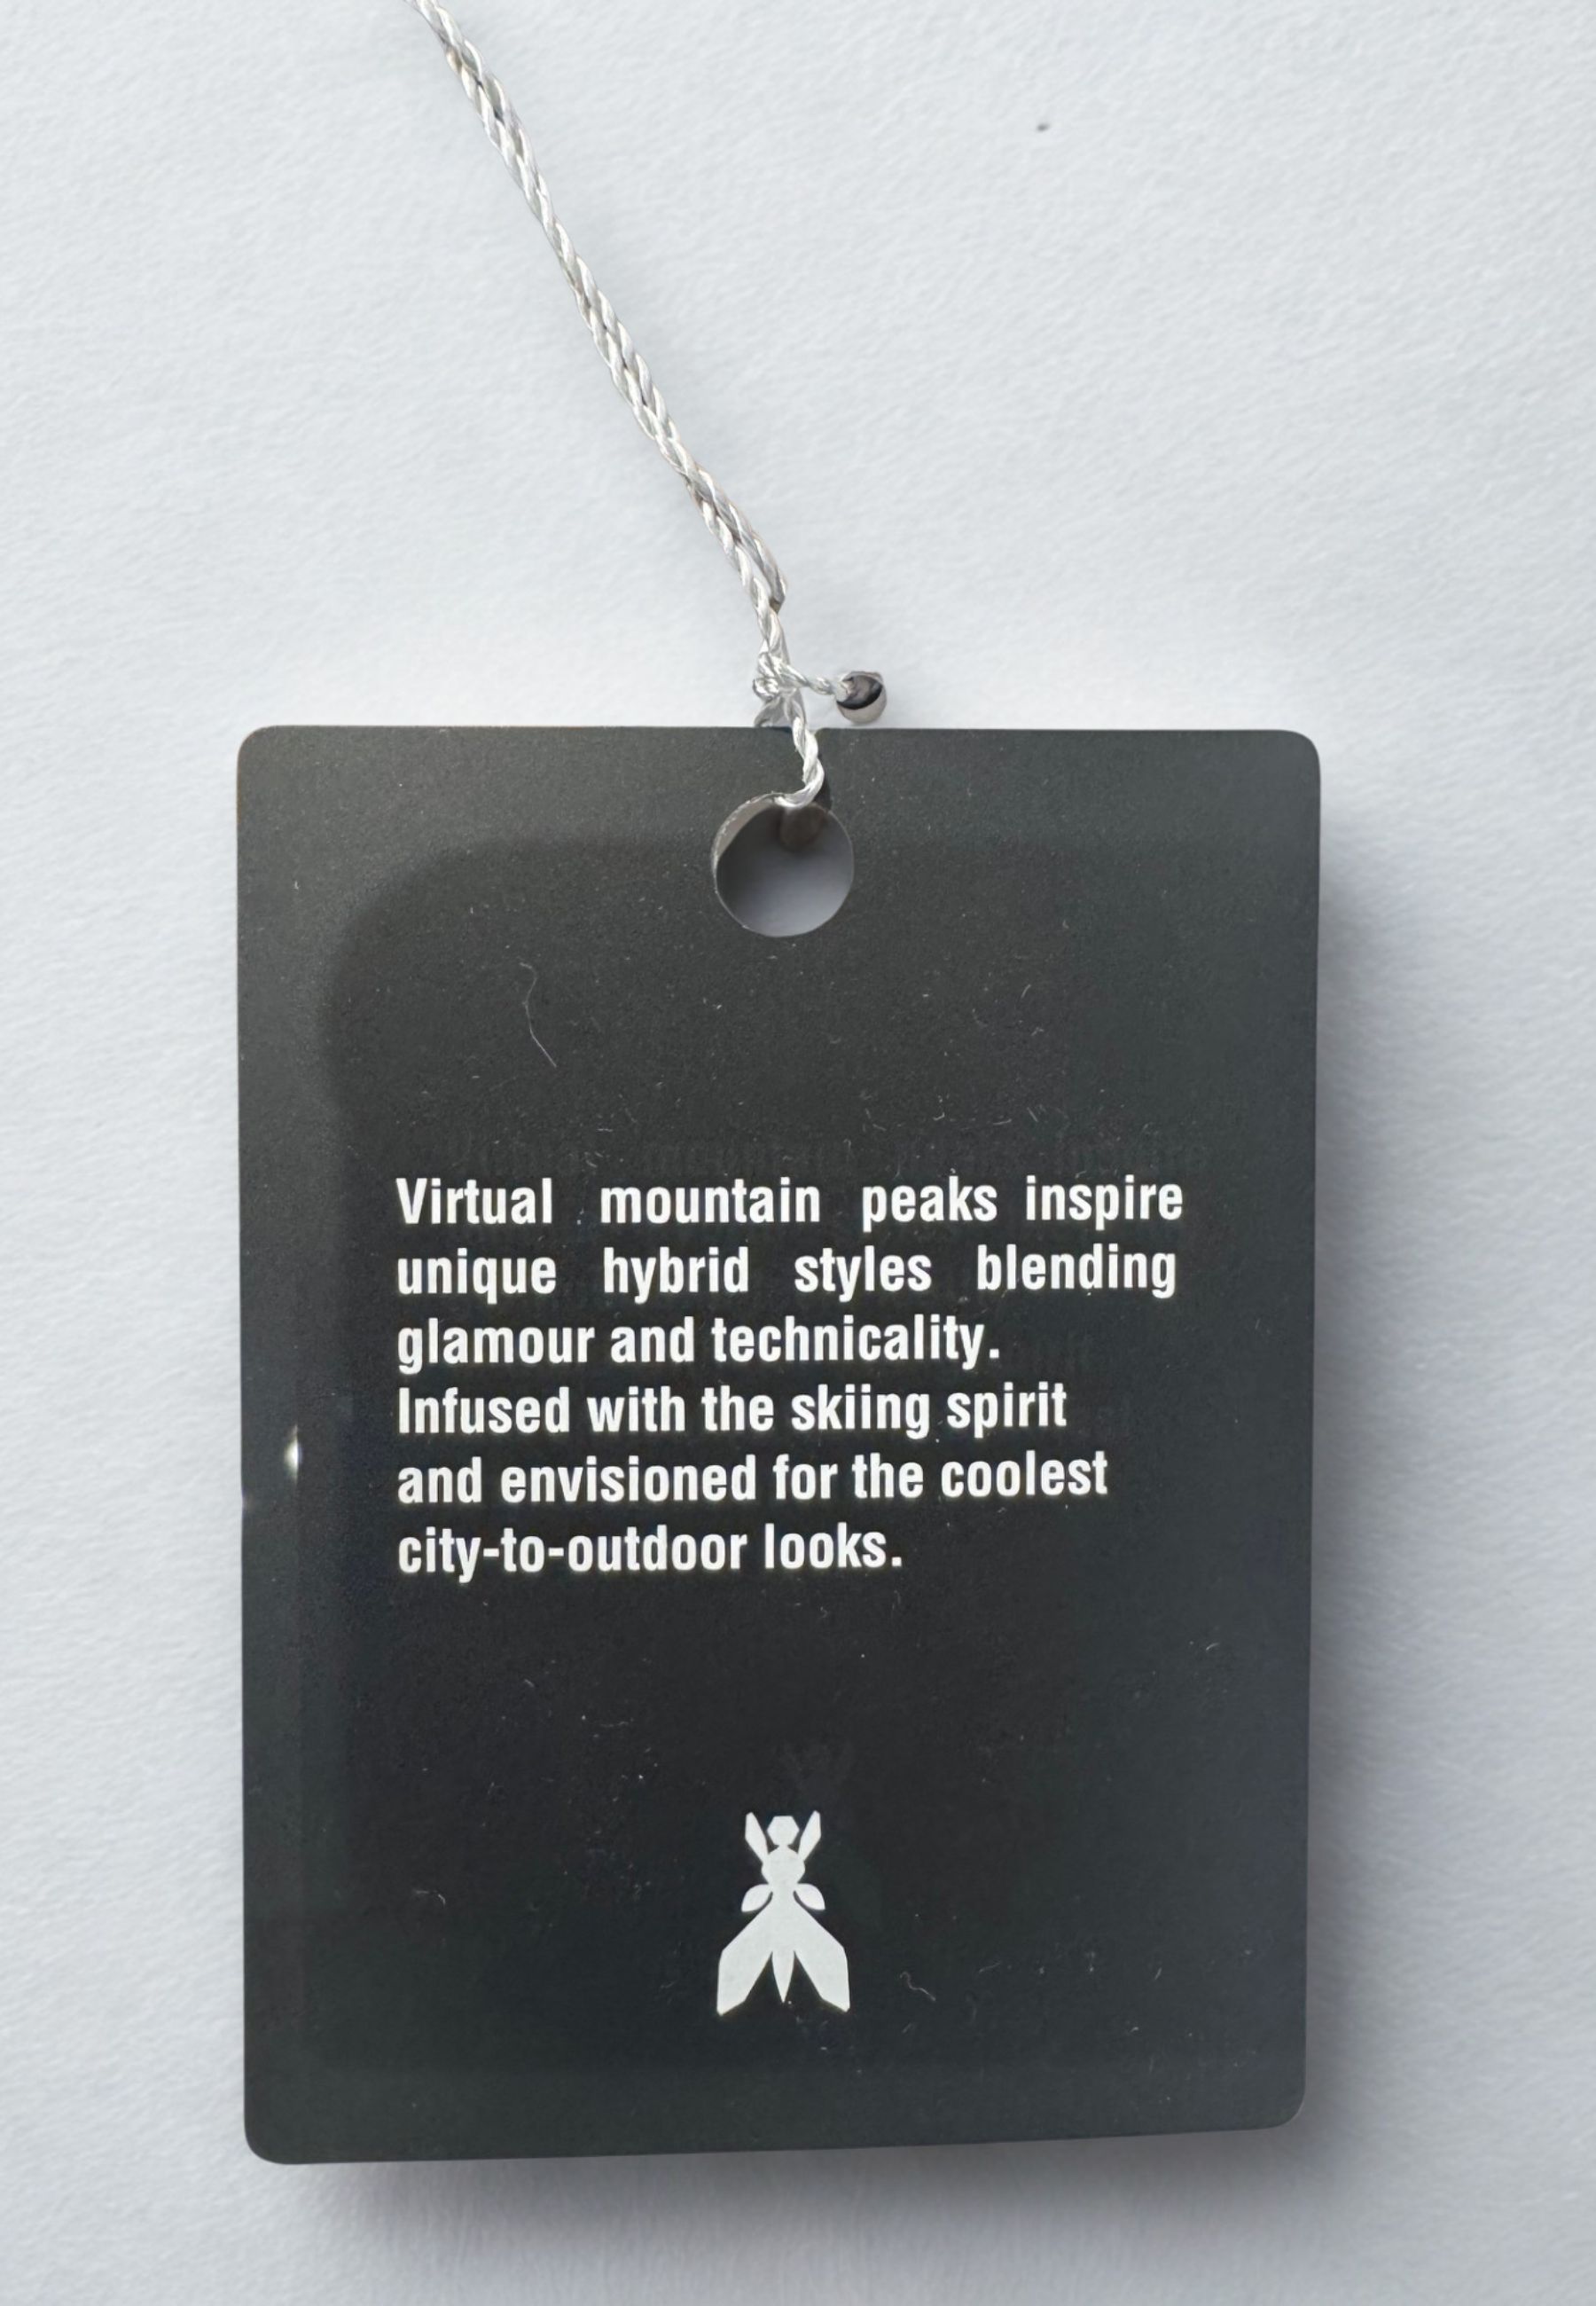 Virtual mountain peaks inspire
unique hybrid styles blending
glamour and technicality.
Infused with the skiing spirit
and envisioned for the coolest
city-to-outdoor looks.